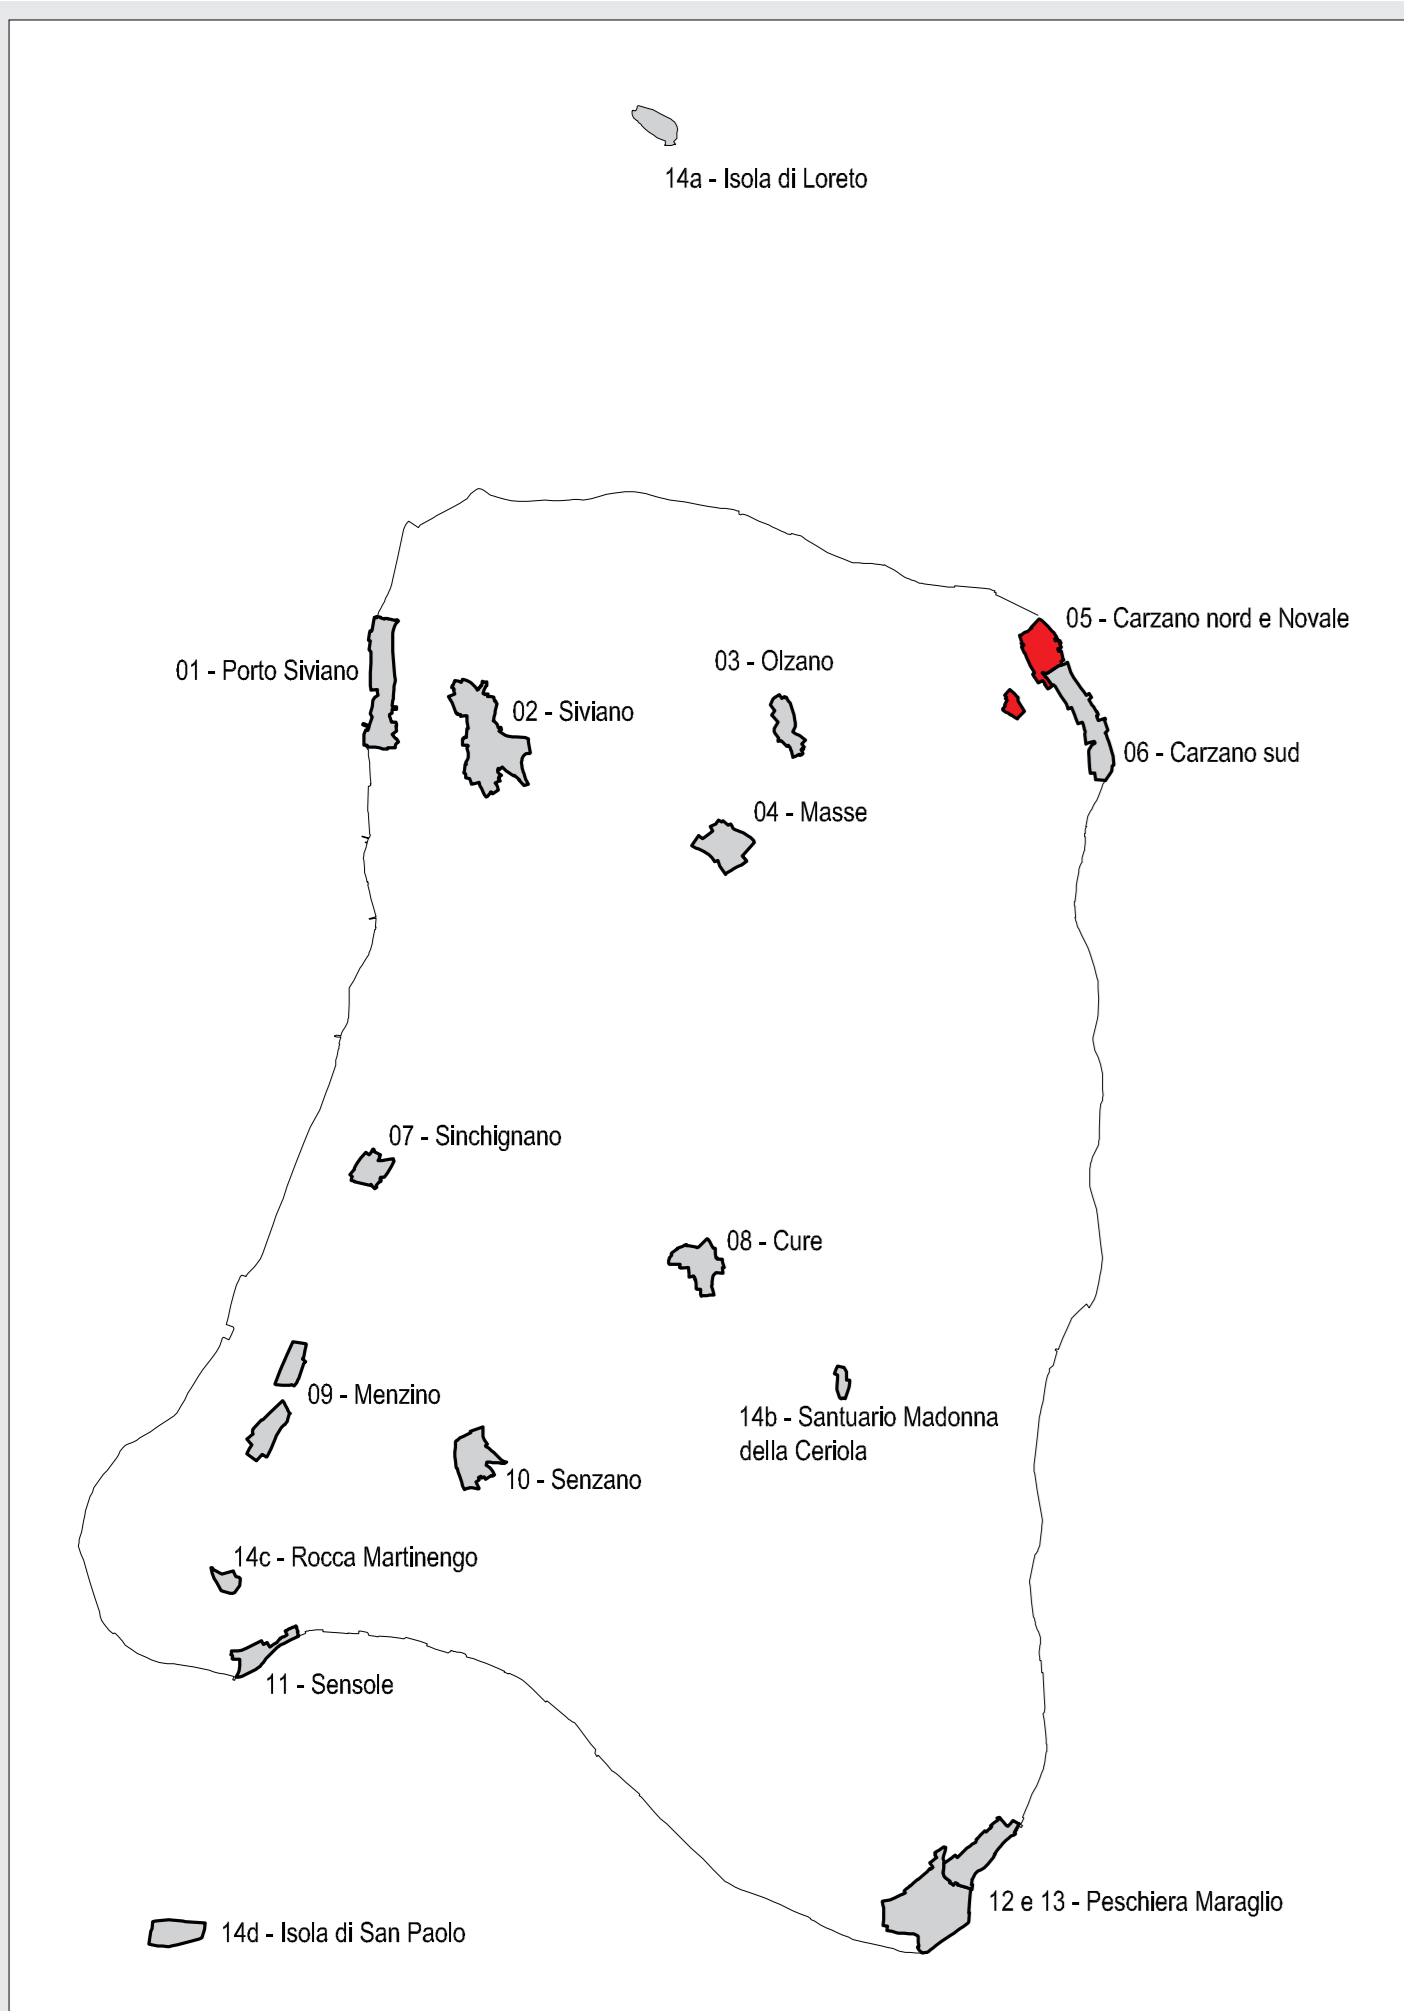 14a - Isola di Loreto
05 - Carzano nord e Novale
01 - Porto Siviano
03 - Olzano
02 - Siviano
06 - Carzano sud
04 - Masse
07 - Sinchignano
08 - Cure
09 - Menzino
14b - Santuario Madonna
della Ceriola
10 - Senzano
14c - Rocca Martinengo
11 - Sensole
12 e 13 - Peschiera Maraglio
14d - Isola di San Paolo